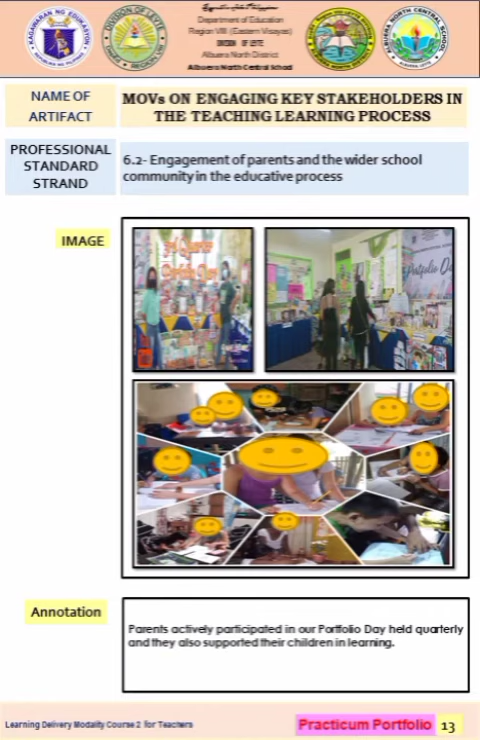 Department of Education
Region VIII (Eastern Visayas)
DIVISION OF LEYTE
Albuera North District
Albuera North Central School
NAME OF
ARTIFACT
MOVs ON ENGAGING KEY STAKEHOLDERS IN
THE TEACHING LEARNING PROCESS
PROFESSIONAL
STANDARD
STRAND
6.2- Engagement of parents and the wider school
community in the educative process
IMAGE
Annotation
Parents actively participated in our Portfolio Day held quarterly
and they also supported their children in learning.
Learning Delivery Modality Course 2 for Teachers
Practicum Portfolio 13